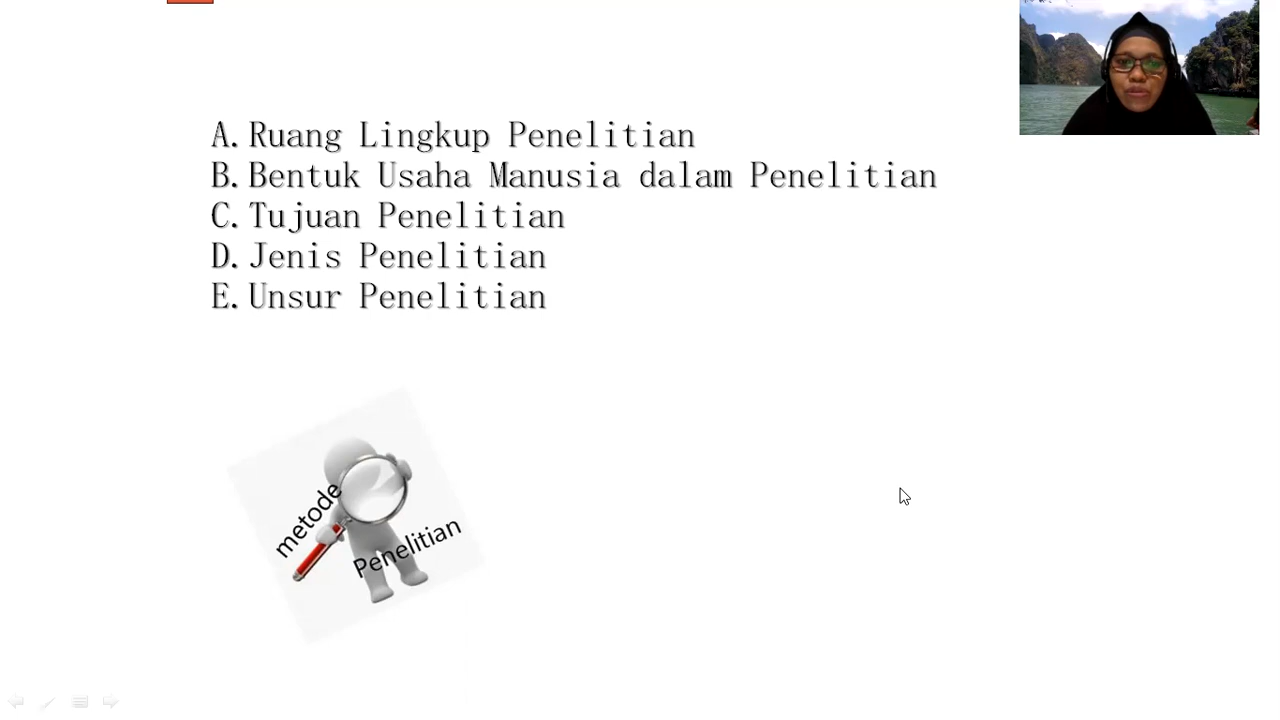 A. Ruang Lingkup Penelitian
B. Bentuk Usaha Manusia dalam Penelitian
C. Tujuan Penelitian
D. Jenis Penelitian
E. Unsur Penelitian
metode
Penelitian